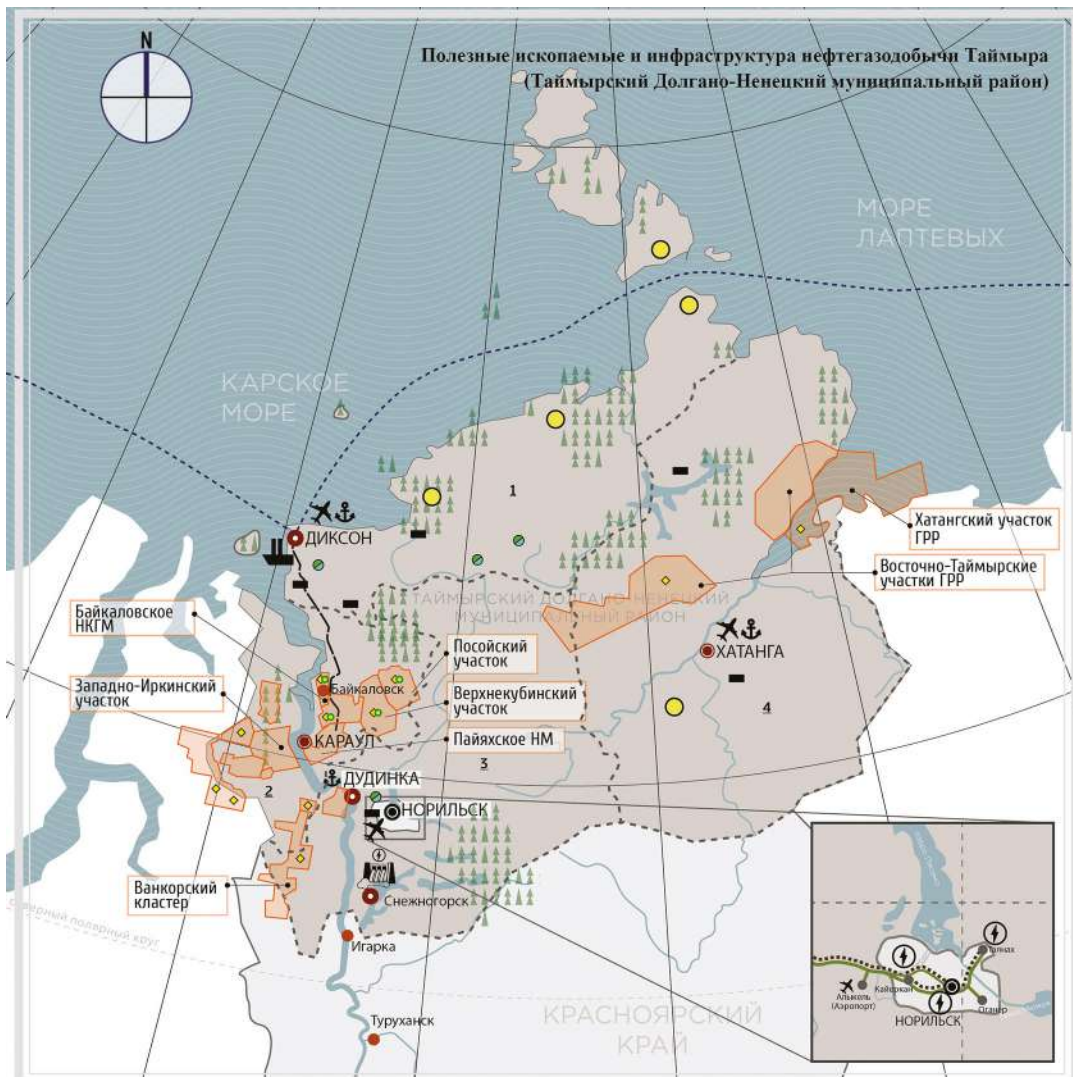 Полезные ископаемые и инфраструктура нефтегазодобычи Таймыра
(Таймырский Долгано-Ненецкий муниципальный район)
N
МОРЕ
ЛАПТЕВЫХ
КАРСКОЕ
МОРЕ
1
ДИКСОН
Хатангский участок
ГРР
Восточно-Таймырские
участки ГРР
ТАЙМЫРСКИЙ ДОЛГАНО-НЕНЕЦКИЙ
МУНИЦИПАЛЬНЫЙ РАЙОН
Байкаловское
НКГМ
Посойский
участок
ХАТАНГА
Западно-Иркинский
участок
Байкаловск
Верхнекубинский
участок
4
КАРАУЛ
Пайяхское НМ
3
2
ДУДИНКА
НОРИЛЬСК
Ванкорский
кластер
Снежногорск
северный полярный круг
Игарка
Туруханск
КРАСНОЯРСКИЙ
КРАЙ
Талнах
Кайеркан
Алыкель
(Аэропорт)
Оганер
НОРИЛЬСК